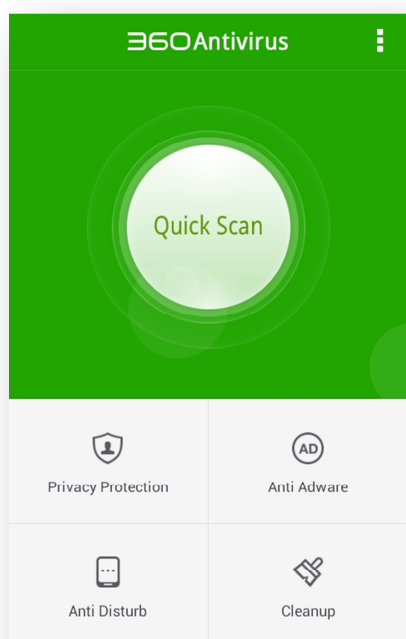 360Antivirus
Quick Scan
Privacy Protection
AD
Anti Adware
Anti Disturb
Cleanup